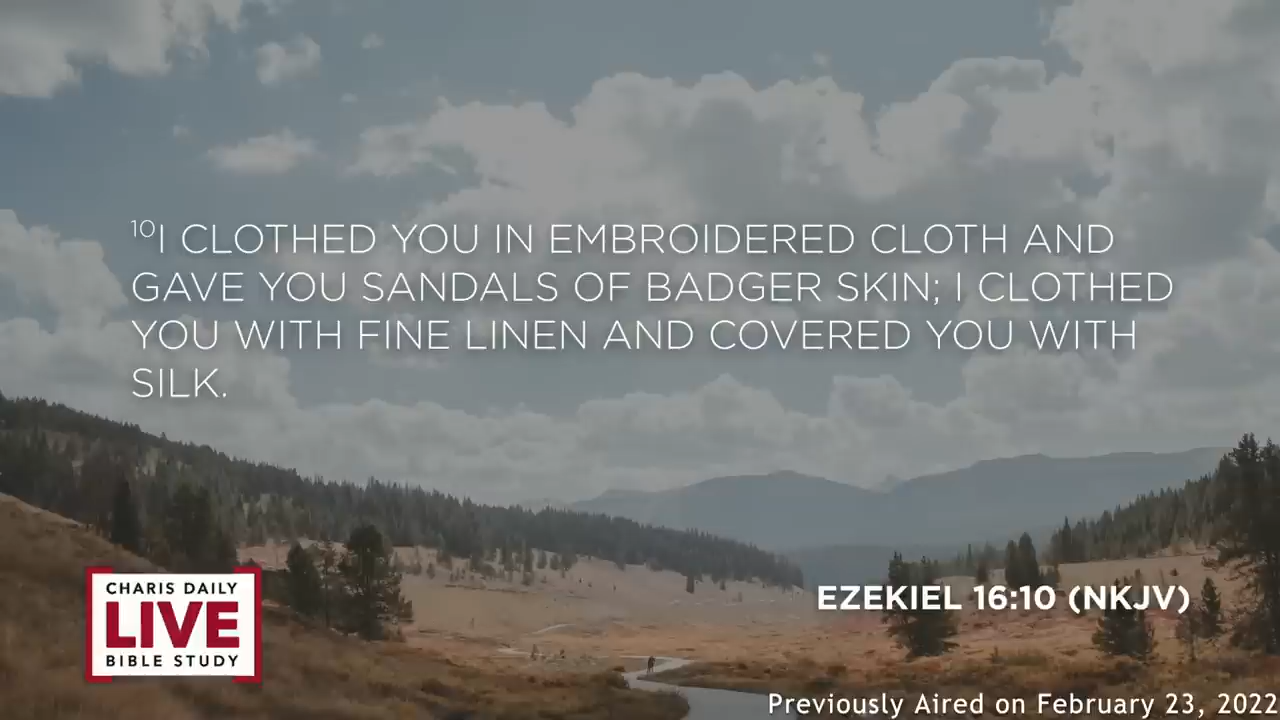 ¹⁰I CLOTHED YOU IN EMBROIDERED CLOTH AND
GAVE YOU SANDALS OF BADGER SKIN; I CLOTHED
YOU WITH FINE LINEN AND COVERED YOU WITH
SILK.
CHARIS DAILY
LIVE
BIBLE STUDY
EZEKIEL 16:10 (NKJV)
Previously Aired on February 23, 2022